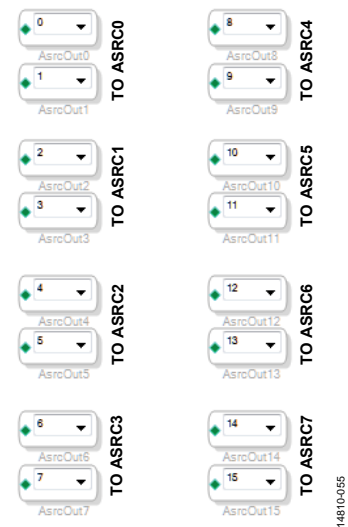 0
AsrcOut0
1
AsrcOut1
TO ASRC0
2
AsrcOut2
3
AsrcOut3
TO ASRC1
4
AsrcOut4
5
AsrcOut5
TO ASRC2
6
AsrcOut6
7
AsrcOut7
TO ASRC3
8
AsrcOut8
9
AsrcOut9
TO ASRC4
10
AsrcOut10
11
AsrcOut11
TO ASRC5
12
AsrcOut12
13
AsrcOut13
TO ASRC6
14
AsrcOut14
15
AsrcOut15
TO ASRC7
14810-055